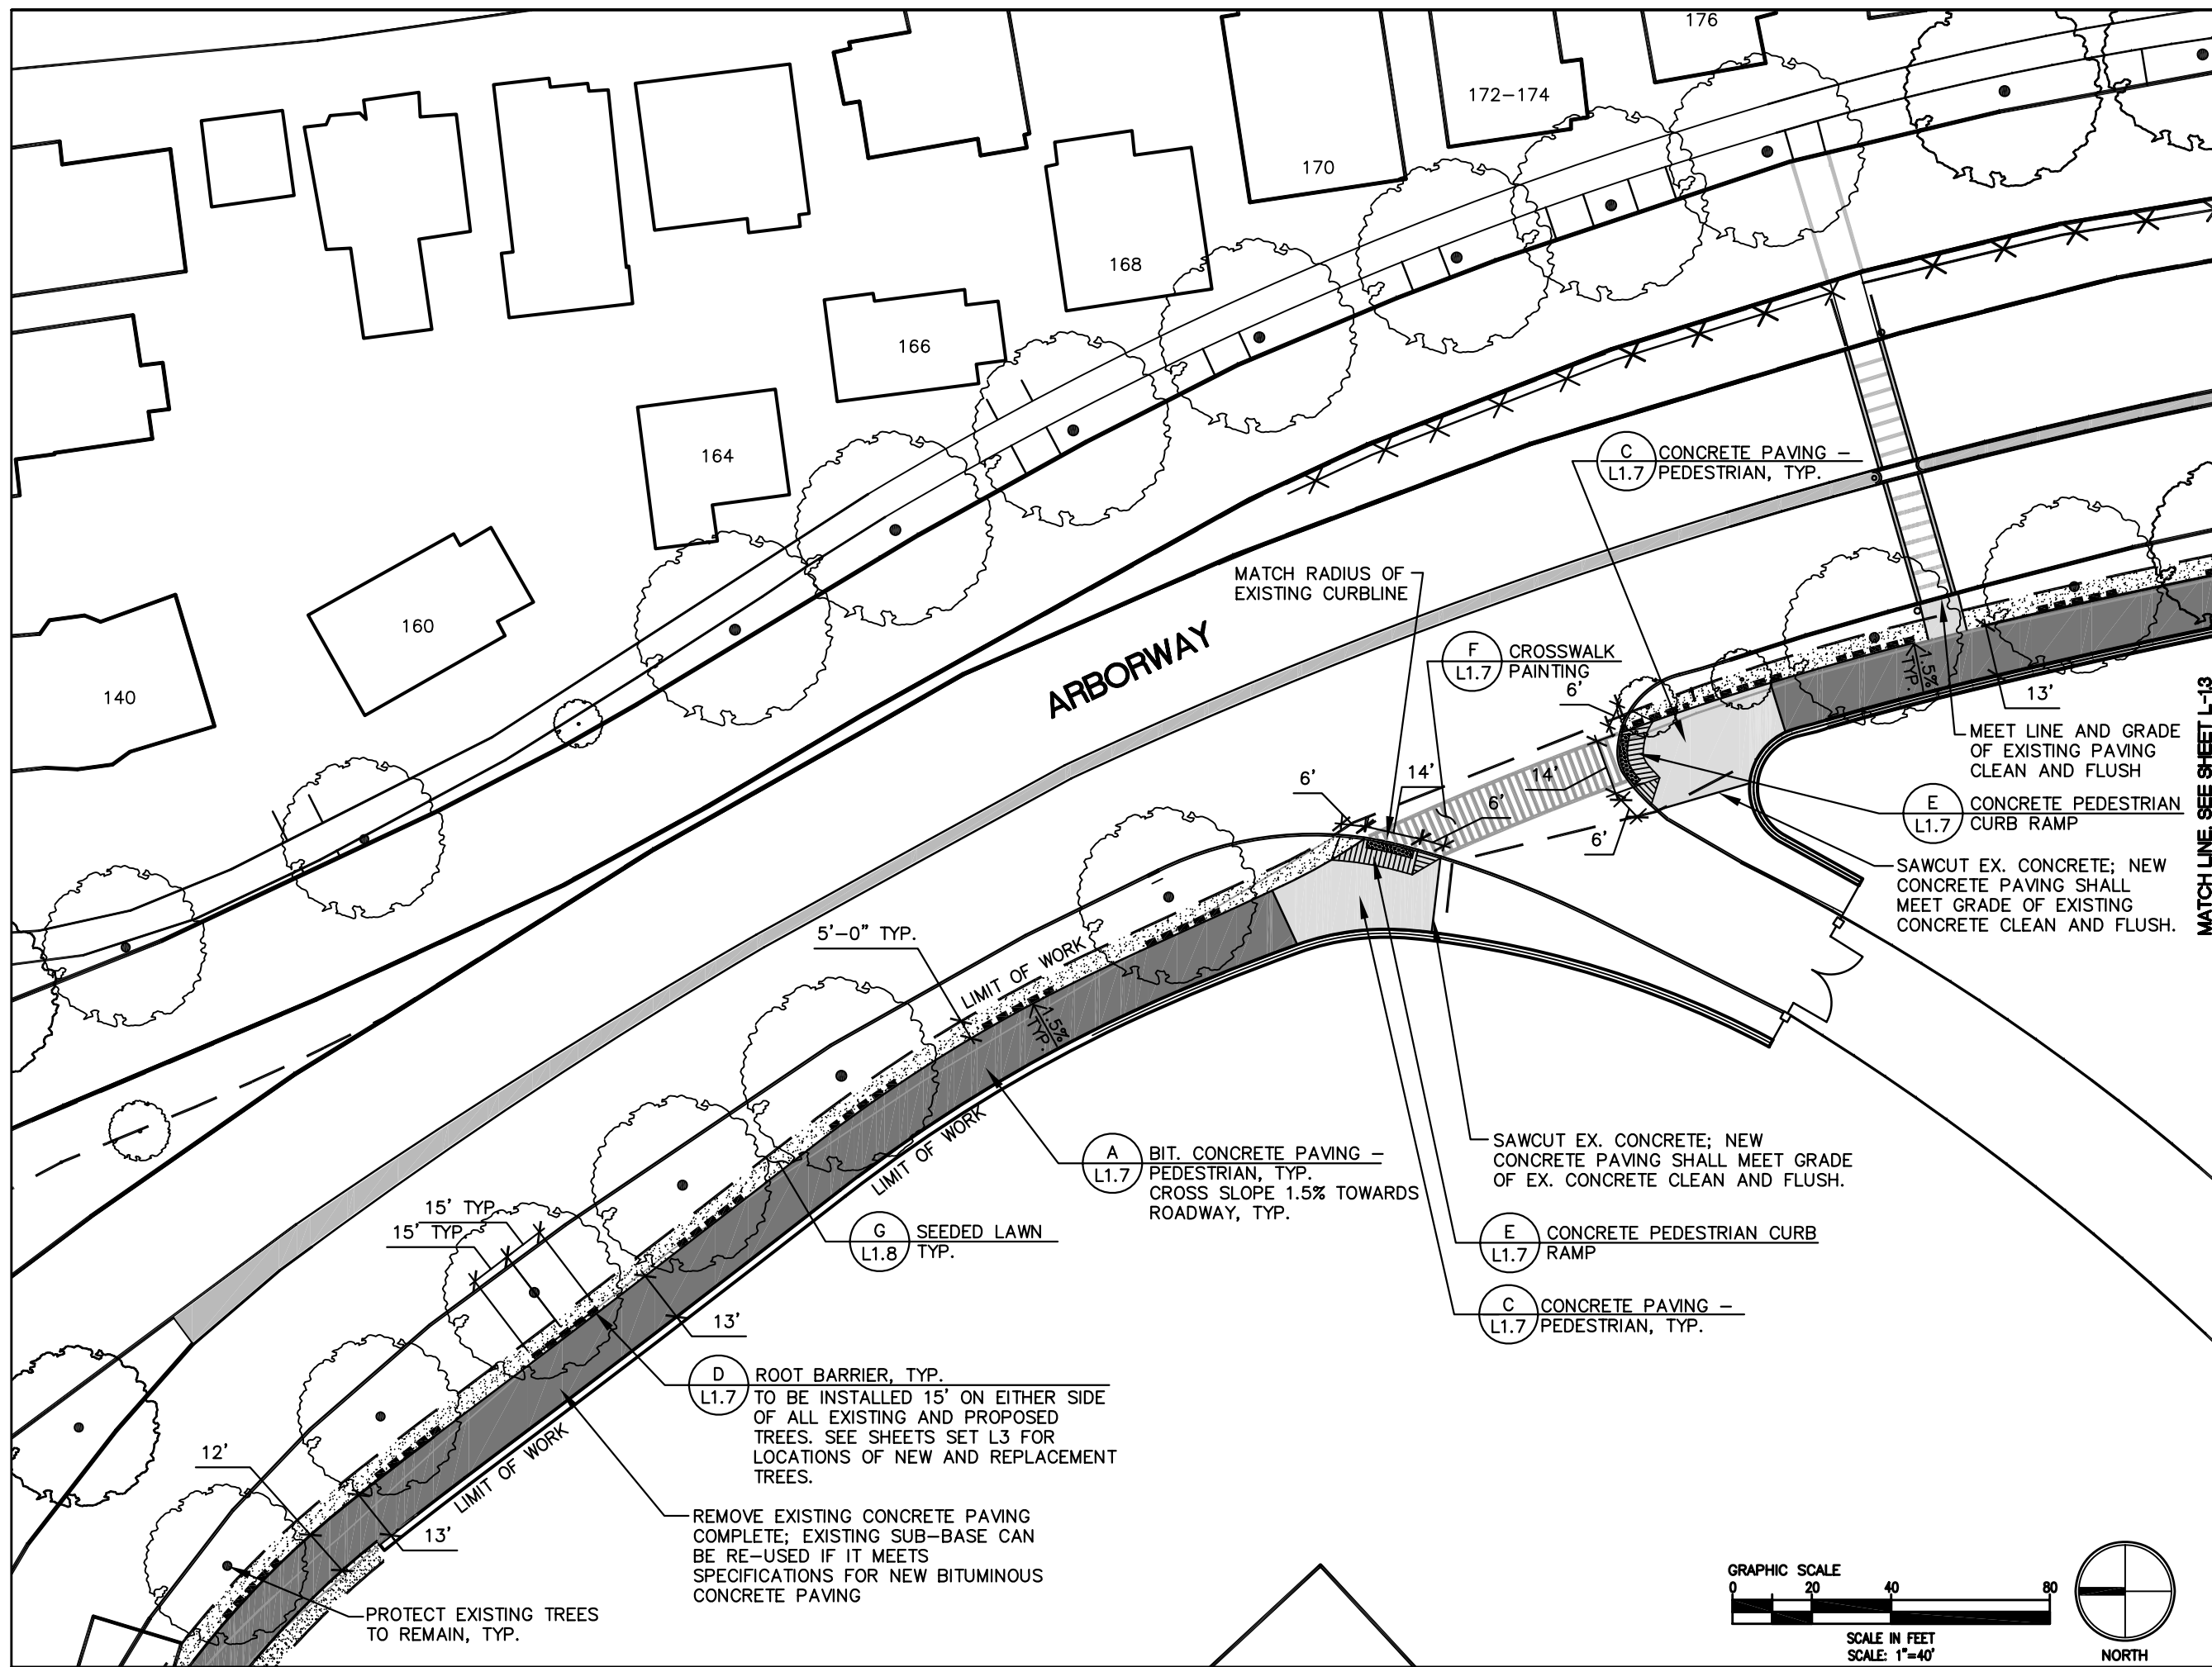 176
172-174
170
168
166
164
160
140
ARBORWAY
C
L1.7
CONCRETE PAVING –
PEDESTRIAN, TYP.
MATCH RADIUS OF
EXISTING CURBLINE
F
L1.7
CROSSWALK
PAINTING
6'
14'
6'
6'
14'
6'
1.5%
TYP.
13'
MEET LINE AND GRADE
OF EXISTING PAVING
CLEAN AND FLUSH
E
L1.7
CONCRETE PEDESTRIAN
CURB RAMP
SAWCUT EX. CONCRETE; NEW
CONCRETE PAVING SHALL
MEET GRADE OF EXISTING
CONCRETE CLEAN AND FLUSH.
MATCH LINE, SEE SHEET L-13
5'-0" TYP.
LIMIT OF WORK
1.5%
TYP.
LIMIT OF WORK
A
L1.7
BIT. CONCRETE PAVING –
PEDESTRIAN, TYP.
CROSS SLOPE 1.5% TOWARDS
ROADWAY, TYP.
SAWCUT EX. CONCRETE; NEW
CONCRETE PAVING SHALL MEET GRADE
OF EX. CONCRETE CLEAN AND FLUSH.
G
L1.8
SEEDED LAWN
TYP.
E
L1.7
CONCRETE PEDESTRIAN CURB
RAMP
C
L1.7
CONCRETE PAVING –
PEDESTRIAN, TYP.
15' TYP.
15' TYP.
13'
D
L1.7
ROOT BARRIER, TYP.
TO BE INSTALLED 15' ON EITHER SIDE
OF ALL EXISTING AND PROPOSED
TREES. SEE SHEETS SET L3 FOR
LOCATIONS OF NEW AND REPLACEMENT
TREES.
LIMIT OF WORK
12'
13'
REMOVE EXISTING CONCRETE PAVING
COMPLETE; EXISTING SUB-BASE CAN
BE RE-USED IF IT MEETS
SPECIFICATIONS FOR NEW BITUMINOUS
CONCRETE PAVING
PROTECT EXISTING TREES
TO REMAIN, TYP.
GRAPHIC SCALE
0 20 40 80
SCALE IN FEET
SCALE: 1"=40'
NORTH